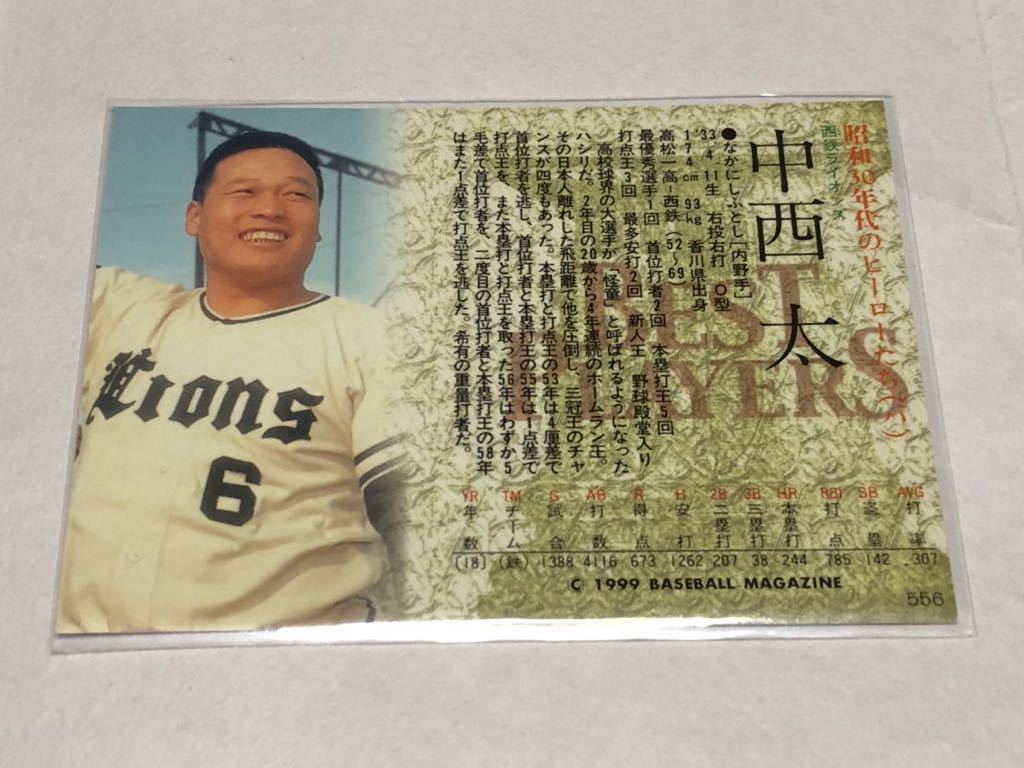 昭和30年代のヒーローたち(八)
西鉄ライオンズ
中西太
BEST PLAYERS
●なかにしふとし[内野手]
'33・4・11生 右投右打 O型
174cm 93kg 香川県出身
高松一高-西鉄(52~69)
最優秀選手1回 首位打者2回 本塁打王5回
打点王3回 最多安打2回 新人王 野球殿堂入り
高校球界の大選手が“怪童”と呼ばれるようになった
ハシリだ。2年目の20歳から4年連続のホームラン王。
その日本人離れした飛距離で他を圧倒し、三冠王のチャ
ンスが四度もあった。本塁打と打点王の53年は4厘差で
首位打者を逃し、首位打者と本塁打王の55年は1点差で
打点王を、また本塁打と打点王を取った56年はわずか5
毛差で首位打者を、二度目の首位打者と本塁打王の58年
はまた1点差で打点王を逃した。希有の重量打者だ。
Lions
6
YR TM G AB R H 2B 3B HR RBI SB AVG
年数 チーム 試合 打数 得点 安打 二塁打 三塁打 本塁打 打点 盗塁 打率
[18] (鉄) 1388 4116 673 1262 207 38 244 785 142 .307
C 1999 BASEBALL MAGAZINE
556